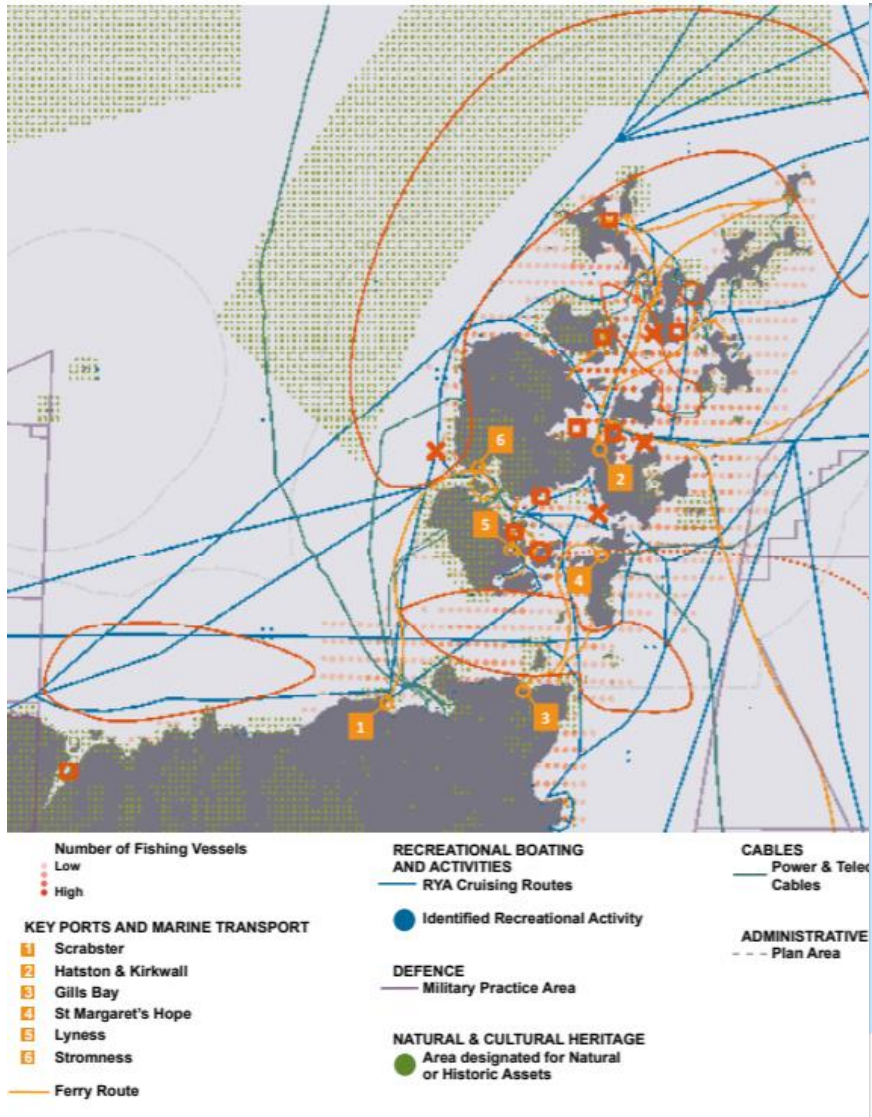 6
2
5
4
1
3
Number of Fishing Vessels
Low
High
KEY PORTS AND MARINE TRANSPORT
1 Scrabster
2 Hatston & Kirkwall
3 Gills Bay
4 St Margaret's Hope
5 Lyness
6 Stromness
Ferry Route
RECREATIONAL BOATING
AND ACTIVITIES
RYA Cruising Routes
Identified Recreational Activity
DEFENCE
Military Practice Area
NATURAL & CULTURAL HERITAGE
Area designated for Natural
or Historic Assets
CABLES
Power & Telec
Cables
ADMINISTRATIVE
Plan Area